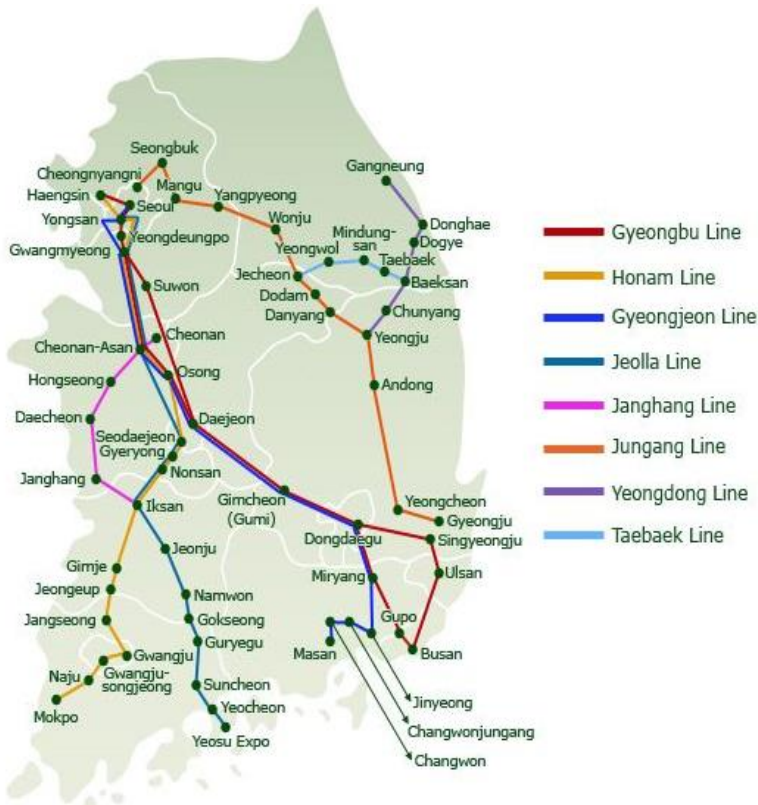 Seongbuk
Cheongnyangni
Haengsin
Mangu
Yangpyeong
Seoul
Yongsan
Yeongdeungpo
Gwangmyeong
Wonju
Gangneung
Donghae
Dogye
Mindung-
san
Yeongwol
Taebaek
Jecheon
Baeksan
Suwon
Dodam
Danyang
Chunyang
Yeongju
Cheonan
Cheonan-Asan
Hongseong
Osong
Andong
Daecheon
Daejeon
Seodaejeon
Gyeryong
Nonsan
Janghang
Iksan
Gimcheon
(Gumi)
Yeongcheon
Gyeongju
Dongdaegu
Singyeongju
Jeonju
Gimje
Miryang
Ulsan
Jeongeup
Namwon
Jangseong
Gokseong
Gupo
Guryegu
Masan
Busan
Gwangju
Gwangju-
songjeong
Naju
Suncheon
Mokpo
Yeocheon
Yeosu Expo
Jinyeong
Changwonjungang
Changwon
Gyeongbu Line
Honam Line
Gyeongjeon Line
Jeolla Line
Janghang Line
Jungang Line
Yeongdong Line
Taebaek Line